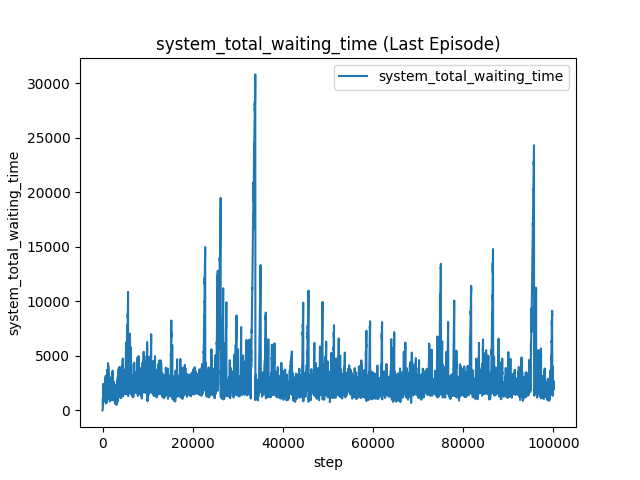 system_total_waiting_time (Last Episode)
system_total_waiting_time
system_total_waiting_time
30000
25000
20000
15000
10000
5000
0
0 20000 40000 60000 80000 100000
step